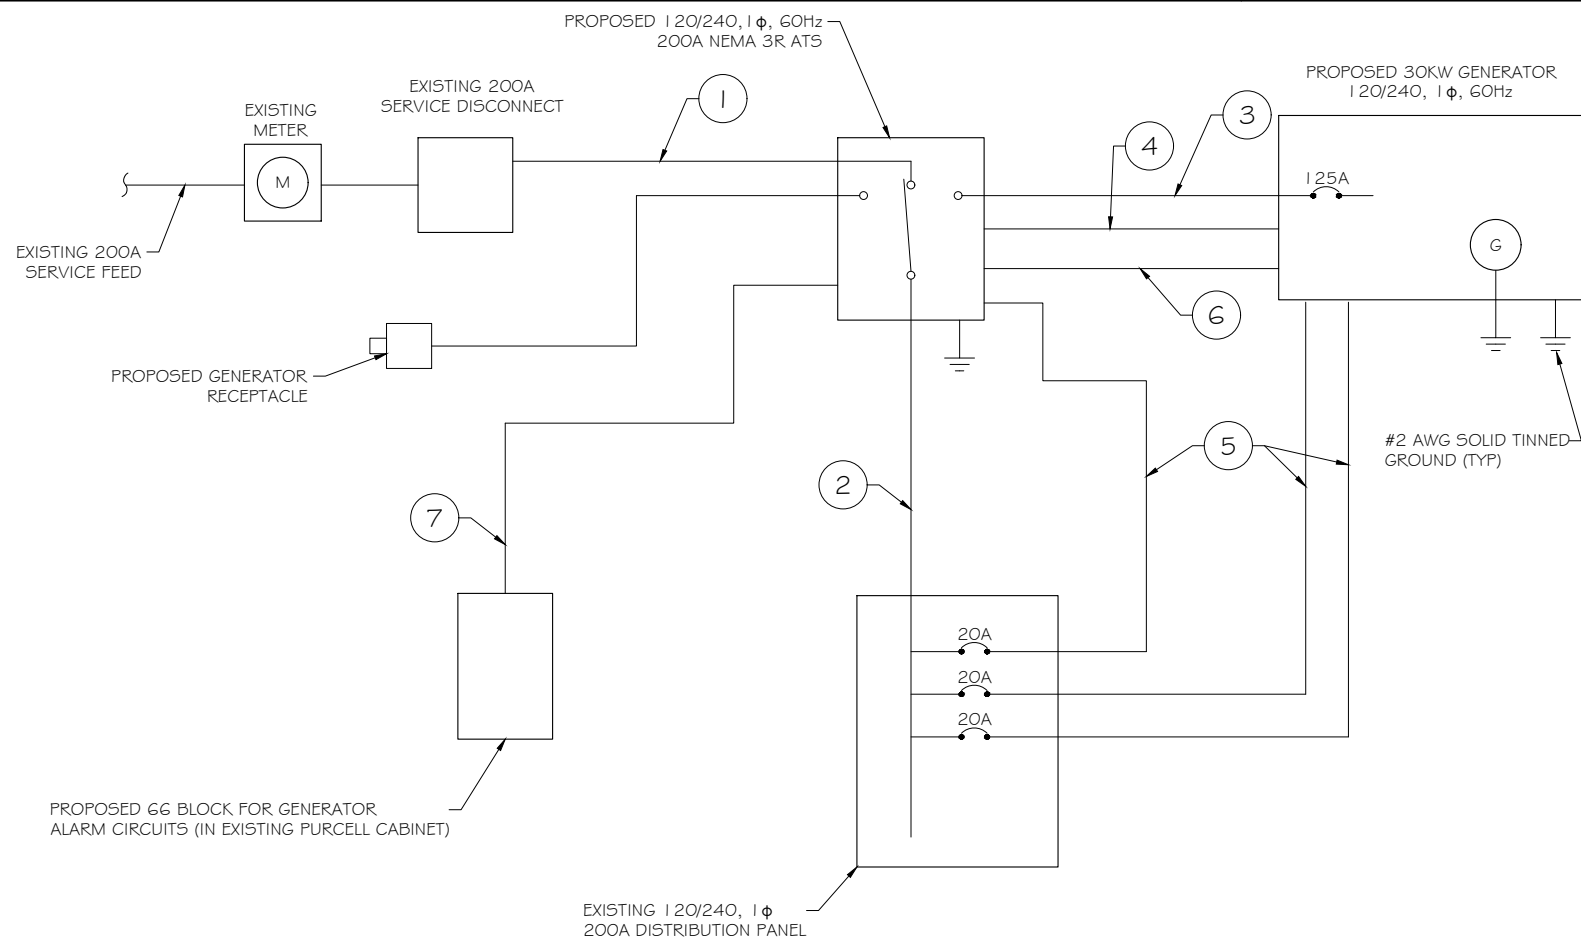 PROPOSED 120/240, 1ϕ, 60Hz
200A NEMA 3R ATS
EXISTING 200A
SERVICE DISCONNECT
EXISTING
METER
M
EXISTING 200A
SERVICE FEED
1
PROPOSED 30KW GENERATOR
120/240, 1ϕ, 60Hz
3
4
125A
G
6
PROPOSED GENERATOR
RECEPTACLE
#2 AWG SOLID TINNED
GROUND (TYP)
5
2
7
20A
20A
20A
PROPOSED 66 BLOCK FOR GENERATOR
ALARM CIRCUITS (IN EXISTING PURCELL CABINET)
EXISTING 120/240, 1ϕ
200A DISTRIBUTION PANEL